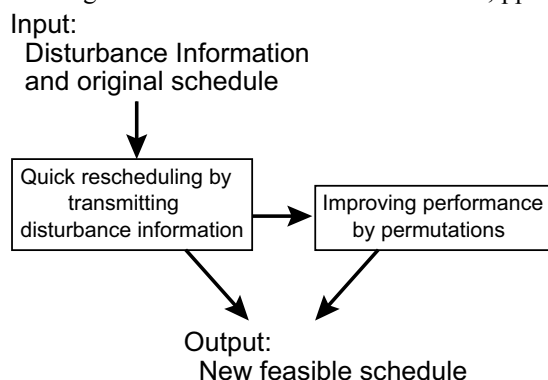 Input:
Disturbance Information
and original schedule
Quick rescheduling by
transmitting
disturbance information
Improving performance
by permutations
Output:
New feasible schedule